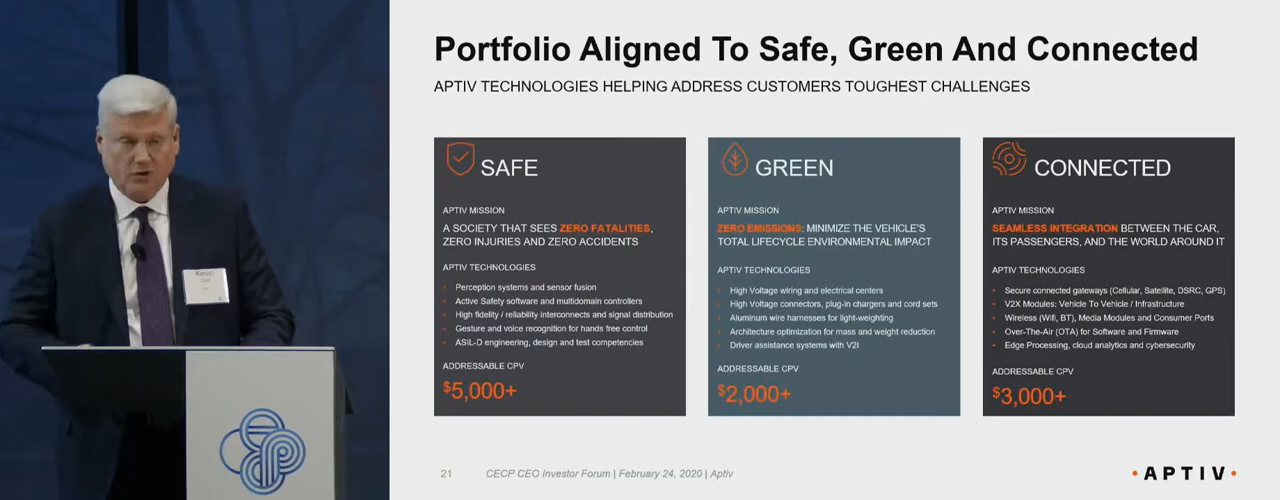 Portfolio Aligned To Safe, Green And Connected
APTIV TECHNOLOGIES HELPING ADDRESS CUSTOMERS TOUGHEST CHALLENGES
SAFE
APTIV MISSION
A SOCIETY THAT SEES ZERO FATALITIES,
ZERO INJURIES AND ZERO ACCIDENTS
APTIV TECHNOLOGIES
• Perception systems and sensor fusion
• Active Safety software and multidomain controllers
• High fidelity / reliability interconnects and signal distribution
• Gesture and voice recognition for hands free control
• ASIL-D engineering, design and test competencies
ADDRESSABLE CPV
$5,000+
GREEN
APTIV MISSION
ZERO EMISSIONS: MINIMIZE THE VEHICLE'S
TOTAL LIFECYCLE ENVIRONMENTAL IMPACT
APTIV TECHNOLOGIES
• High Voltage wiring and electrical centers
• High Voltage connectors, plug-in chargers and cord sets
• Aluminum wire harnesses for light-weighting
• Architecture optimization for mass and weight reduction
• Driver assistance systems with V2I
ADDRESSABLE CPV
$2,000+
CONNECTED
APTIV MISSION
SEAMLESS INTEGRATION BETWEEN THE CAR,
ITS PASSENGERS, AND THE WORLD AROUND IT
APTIV TECHNOLOGIES
• Secure connected gateways (Cellular, Satellite, DSRC, GPS)
• V2X Modules: Vehicle To Vehicle / Infrastructure
• Wireless (Wifi, BT), Media Modules and Consumer Ports
• Over-The-Air (OTA) for Software and Firmware
• Edge Processing, cloud analytics and cybersecurity
ADDRESSABLE CPV
$3,000+
Kevin
21 CECP CEO Investor Forum | February 24, 2020 | Aptiv
• APTIV •